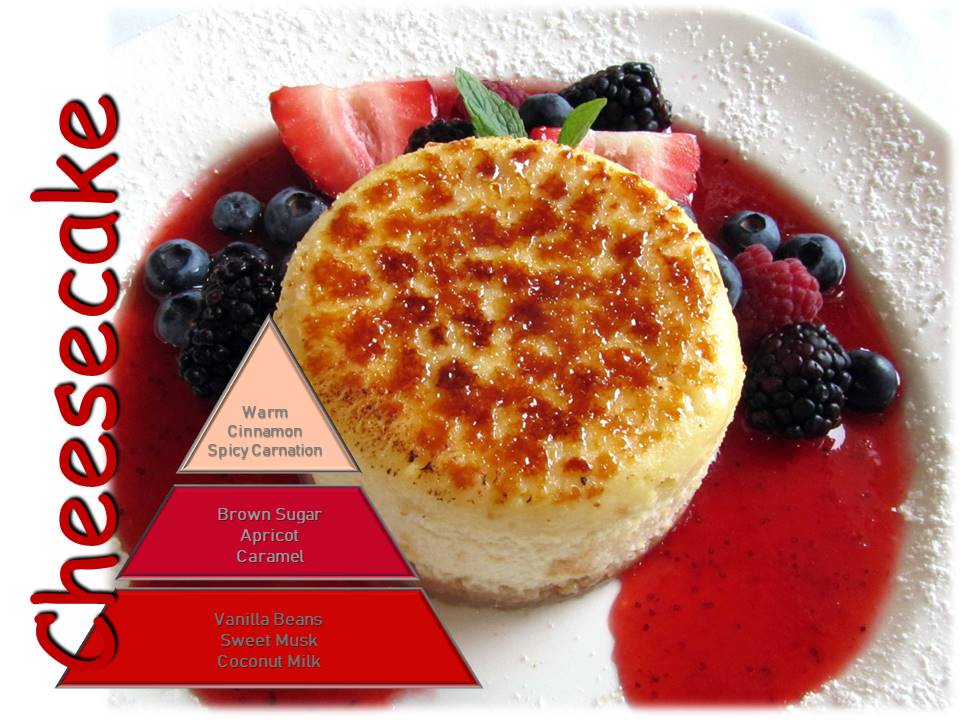 Cheesecake
Warm
Cinnamon
Spicy Carnation
Brown Sugar
Apricot
Caramel
Vanilla Beans
Sweet Musk
Coconut Milk